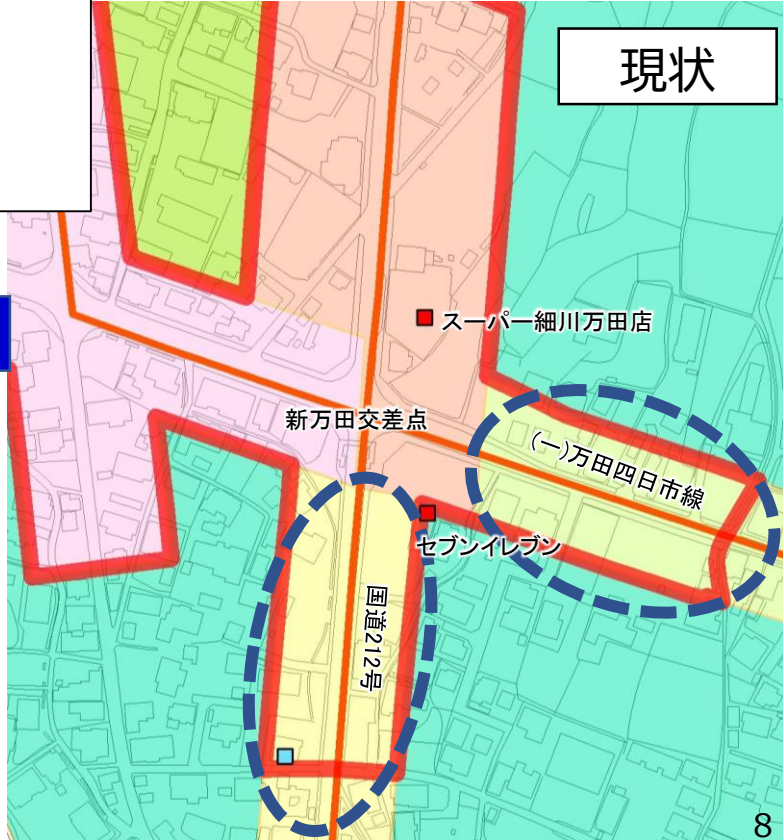 現状
スーパー細川万田店
新万田交差点
(一)万田四日市線
セブンイレブン
国道212号
8